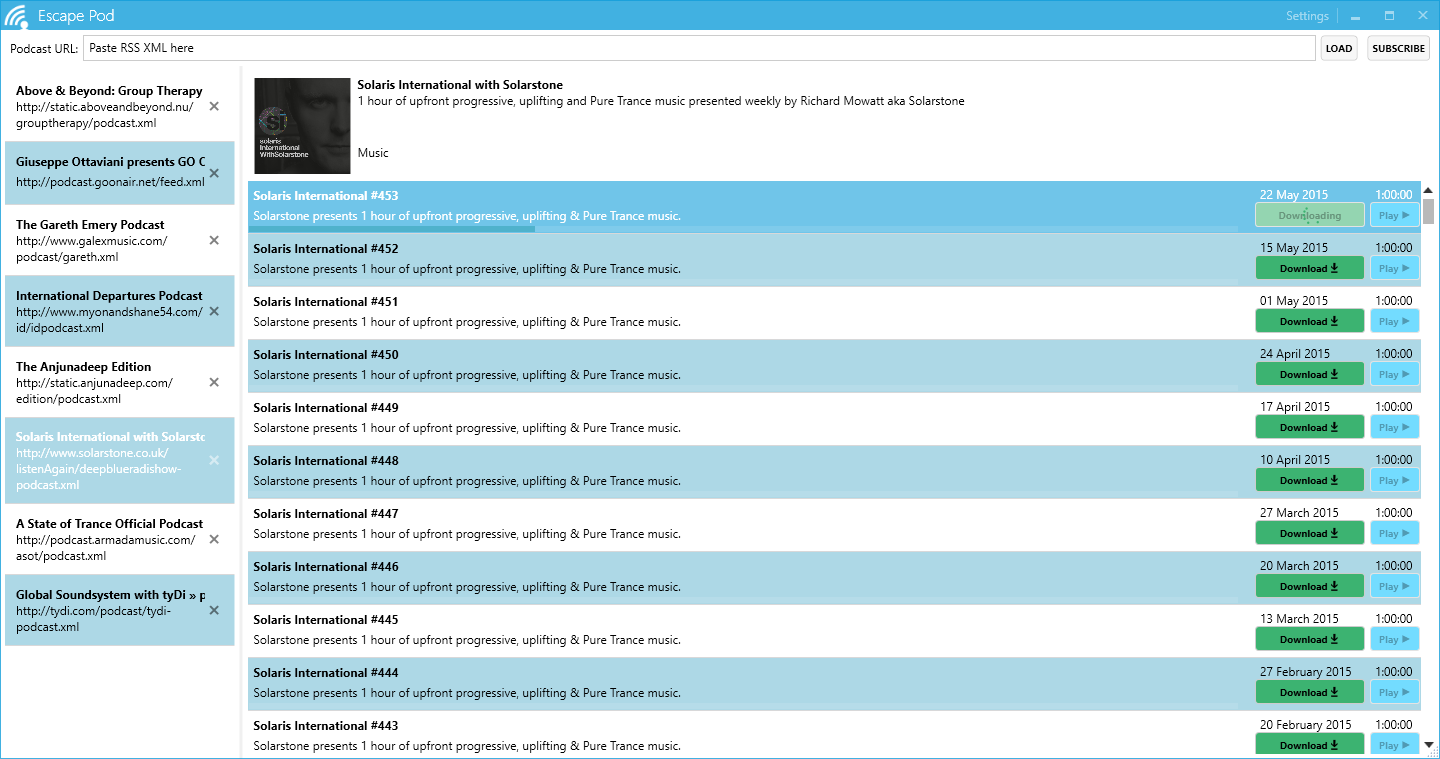 Escape Pod
Settings
Podcast URL:
Paste RSS XML here
LOAD
SUBSCRIBE
Above & Beyond: Group Therapy
http://static.aboveandbeyond.nu/
grouptherapy/podcast.xml
Giuseppe Ottaviani presents GO O
http://podcast.goonair.net/feed.xml
The Gareth Emery Podcast
http://www.galexmusic.com/
podcast/gareth.xml
International Departures Podcast
http://www.myonandshane54.com/
id/idpodcast.xml
The Anjunadeep Edition
http://static.anjunadeep.com/
edition/podcast.xml
Solaris International with Solarsto
http://www.solarstone.co.uk/
listenAgain/deepblueradishow-
podcast.xml
A State of Trance Official Podcast
http://podcast.armadamusic.com/
asot/podcast.xml
Global Soundsystem with tyDi » p
http://tydi.com/podcast/tydi-
podcast.xml
solaris
International
WithSolarstone
Solaris International with Solarstone
1 hour of upfront progressive, uplifting and Pure Trance music presented weekly by Richard Mowatt aka Solarstone
Music
Solaris International #453 22 May 2015 1:00:00
Solarstone presents 1 hour of upfront progressive, uplifting & Pure Trance music. Downloading Play
Solaris International #452 15 May 2015 1:00:00
Solarstone presents 1 hour of upfront progressive, uplifting & Pure Trance music. Download Play
Solaris International #451 01 May 2015 1:00:00
Solarstone presents 1 hour of upfront progressive, uplifting & Pure Trance music. Download Play
Solaris International #450 24 April 2015 1:00:00
Solarstone presents 1 hour of upfront progressive, uplifting & Pure Trance music. Download Play
Solaris International #449 17 April 2015 1:00:00
Solarstone presents 1 hour of upfront progressive, uplifting & Pure Trance music. Download Play
Solaris International #448 10 April 2015 1:00:00
Solarstone presents 1 hour of upfront progressive, uplifting & Pure Trance music. Download Play
Solaris International #447 27 March 2015 1:00:00
Solarstone presents 1 hour of upfront progressive, uplifting & Pure Trance music. Download Play
Solaris International #446 20 March 2015 1:00:00
Solarstone presents 1 hour of upfront progressive, uplifting & Pure Trance music. Download Play
Solaris International #445 13 March 2015 1:00:00
Solarstone presents 1 hour of upfront progressive, uplifting & Pure Trance music. Download Play
Solaris International #444 27 February 2015 1:00:00
Solarstone presents 1 hour of upfront progressive, uplifting & Pure Trance music. Download Play
Solaris International #443 20 February 2015 1:00:00
Solarstone presents 1 hour of upfront progressive, uplifting & Pure Trance music. Download Play